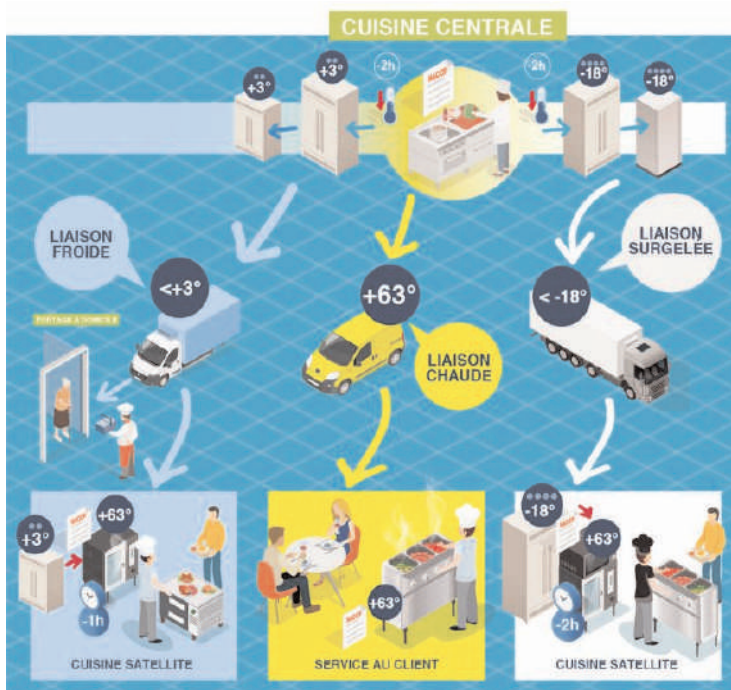 CUISINE CENTRALE
+3°
+3°
-2h
HACCP
-2h
-18°
-18°
LIAISON
FROIDE
<+3°
+63°
LIAISON
CHAUDE
< -18°
LIAISON
SURGELÉE
PORTAGE A DOMICILE
+3°
+63°
-1h
CUISINE SATELLITE
+63°
SERVICE AU CLIENT
-18°
+63°
-2h
CUISINE SATELLITE